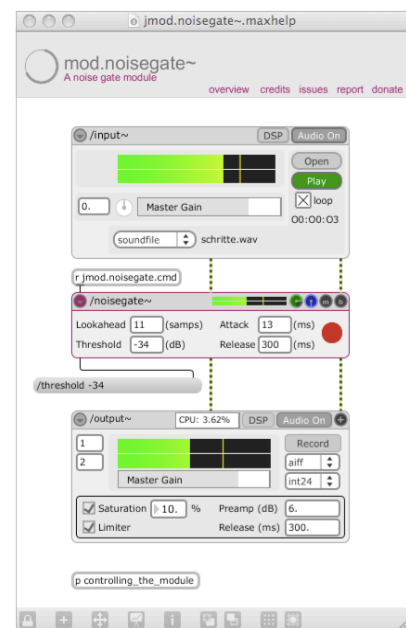 jmod.noisegate~.maxhelp
mod.noisegate~
A noise gate module
overview credits issues report donate
/input~ DSP Audio On
Open
Play
0. Master Gain loop
00:00:03
soundfile schritte.wav
r jmod.noisegate.cmd
/noisegate~
Lookahead 11 (samps) Attack 13 (ms)
Threshold -34 (dB) Release 300 (ms)
/threshold -34
/output~ CPU: 3.62% DSP Audio On +
1 Record
2 aiff
Master Gain int24
Saturation 10. % Preamp (dB) 6.
Limiter Release (ms) 300.
p controlling_the_module